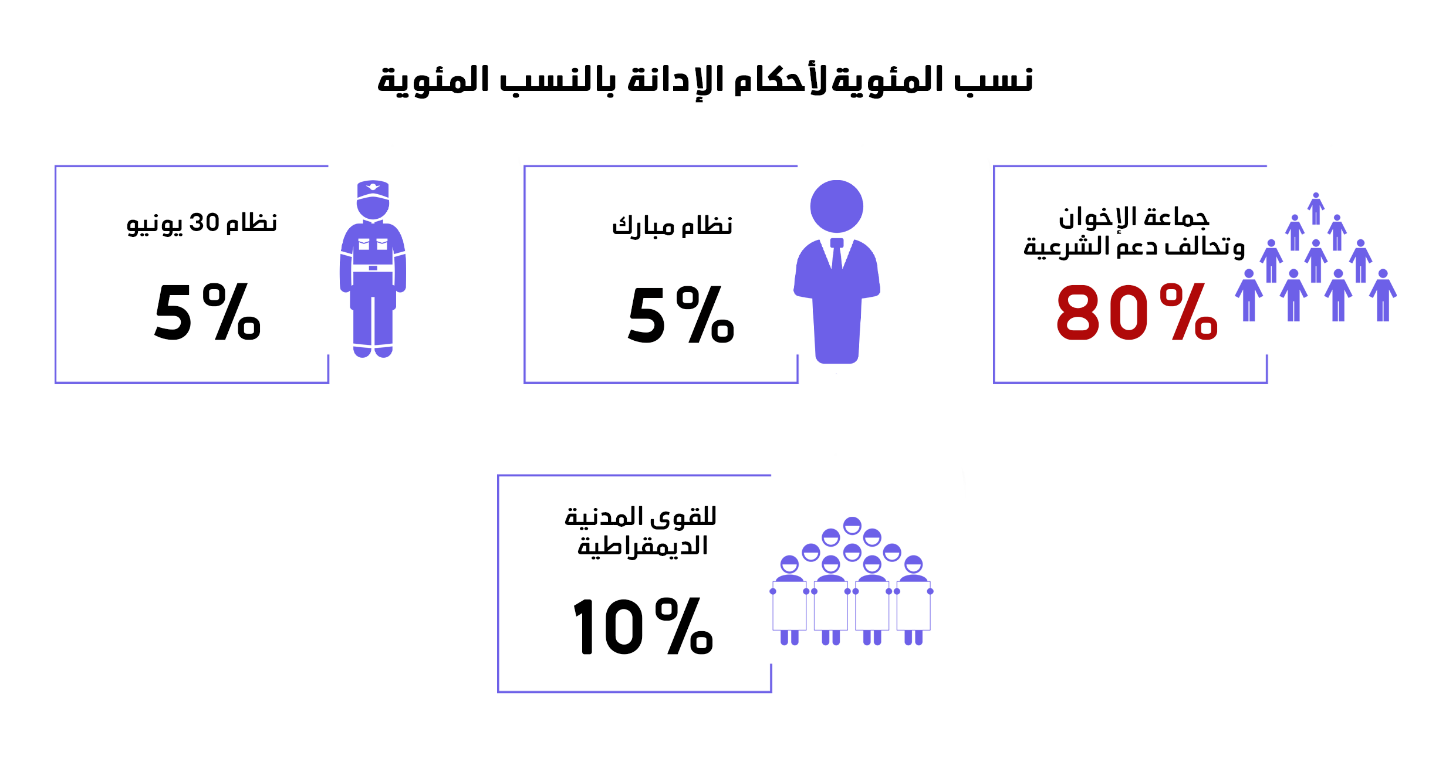 نسب المئوية لأحكام الإدانة بالنسب المئوية
جماعة الإخوان
وتحالف دعم الشرعية
80%
نظام مبارك
5%
نظام 30 يونيو
5%
للقوى المدنية
الديمقراطية
10%